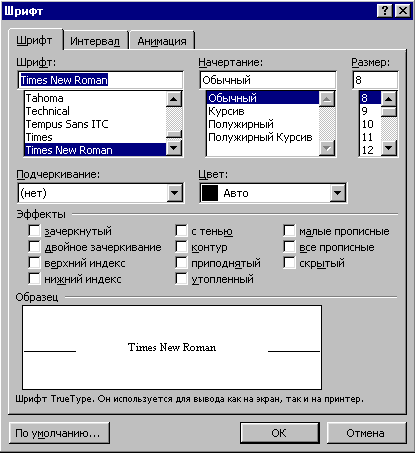 Шрифт
Шрифт Интервал Анимация
Шрифт: Начертание: Размер:
Times New Roman Обычный 8
Tahoma Обычный 8
Technical Курсив 9
Tempus Sans ITC Полужирный 10
Times Полужирный Курсив 11
Times New Roman 12
Подчеркивание: Цвет:
(нет) Авто
Эффекты
зачеркнутый с тенью малые прописные
двойное зачеркивание контур все прописные
верхний индекс приподнятый скрытый
нижний индекс утопленный
Образец
Times New Roman
Шрифт TrueType. Он используется для вывода как на экран, так и на принтер.
По умолчанию... ОК Отмена